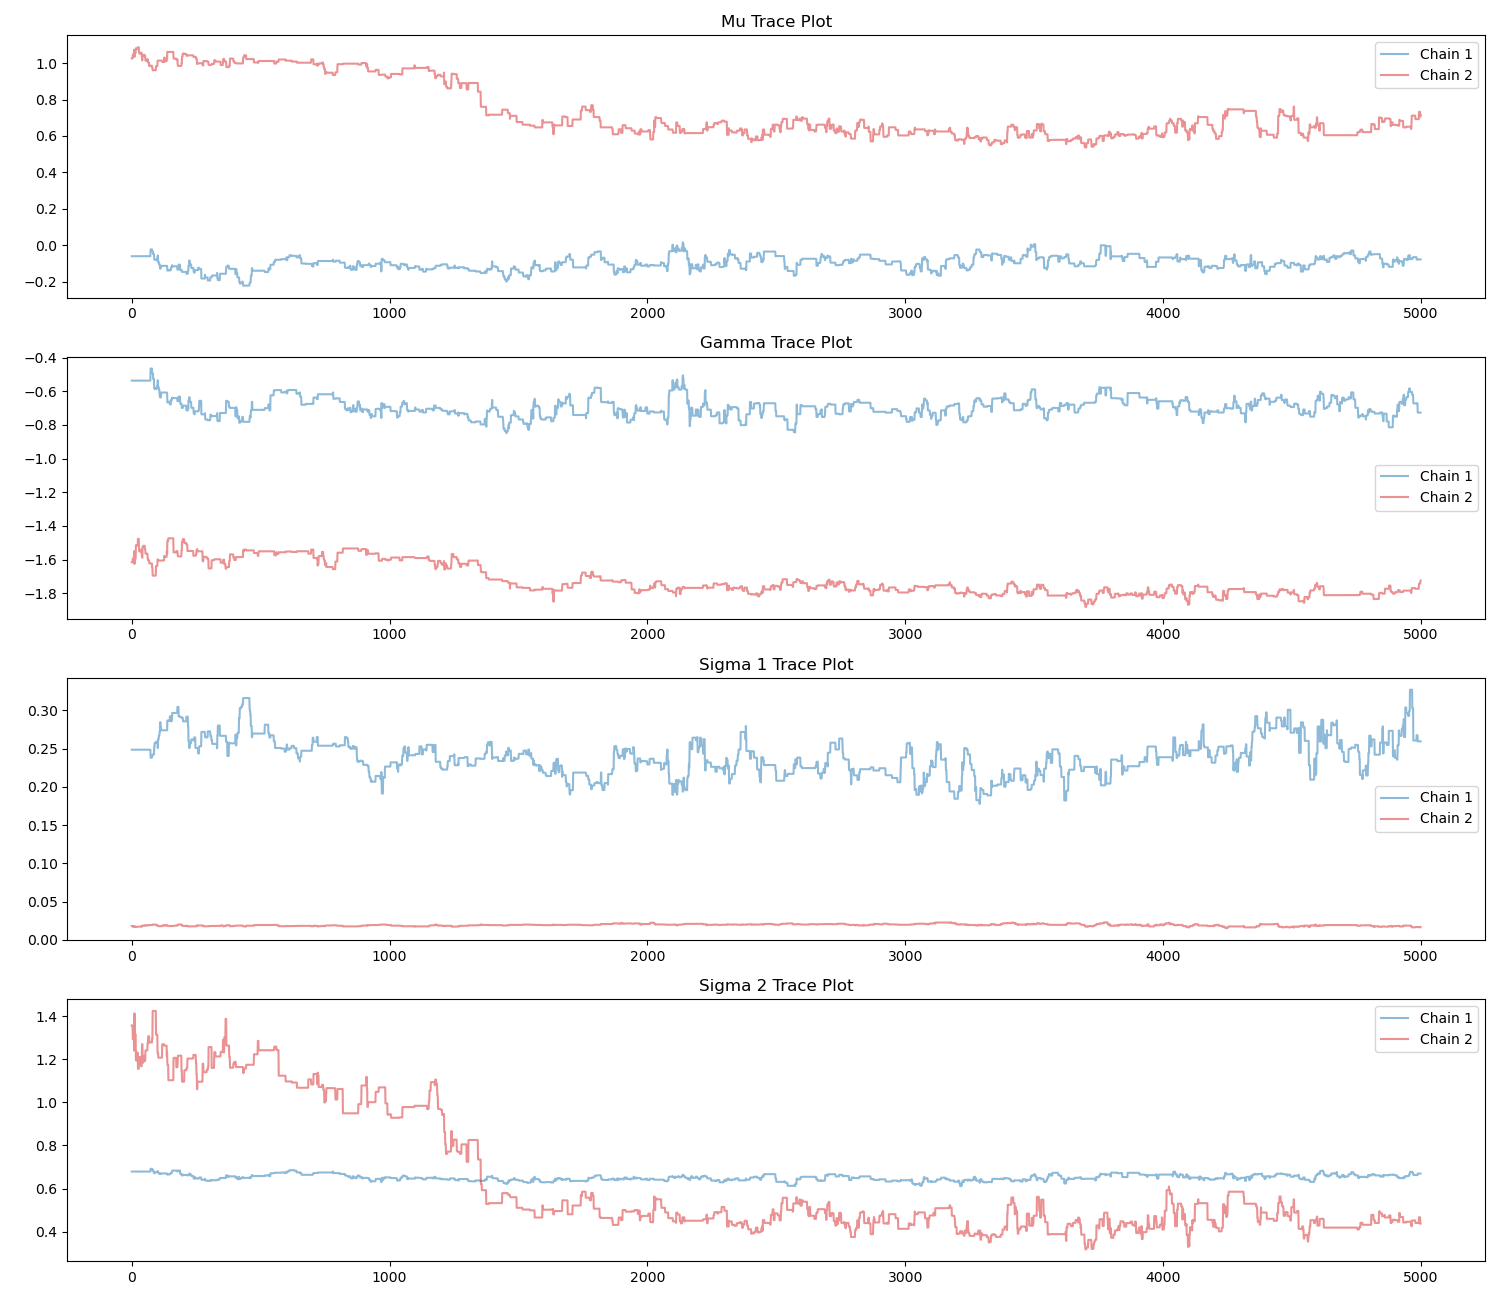 Mu Trace Plot
1.0
0.8
0.6
0.4
0.2
0.0
−0.2
Chain 1
Chain 2
0 1000 2000 3000 4000 5000
Gamma Trace Plot
−0.4
−0.6
−0.8
−1.0
−1.2
−1.4
−1.6
−1.8
Chain 1
Chain 2
0 1000 2000 3000 4000 5000
Sigma 1 Trace Plot
0.30
0.25
0.20
0.15
0.10
0.05
0.00
Chain 1
Chain 2
0 1000 2000 3000 4000 5000
Sigma 2 Trace Plot
1.4
1.2
1.0
0.8
0.6
0.4
Chain 1
Chain 2
0 1000 2000 3000 4000 5000